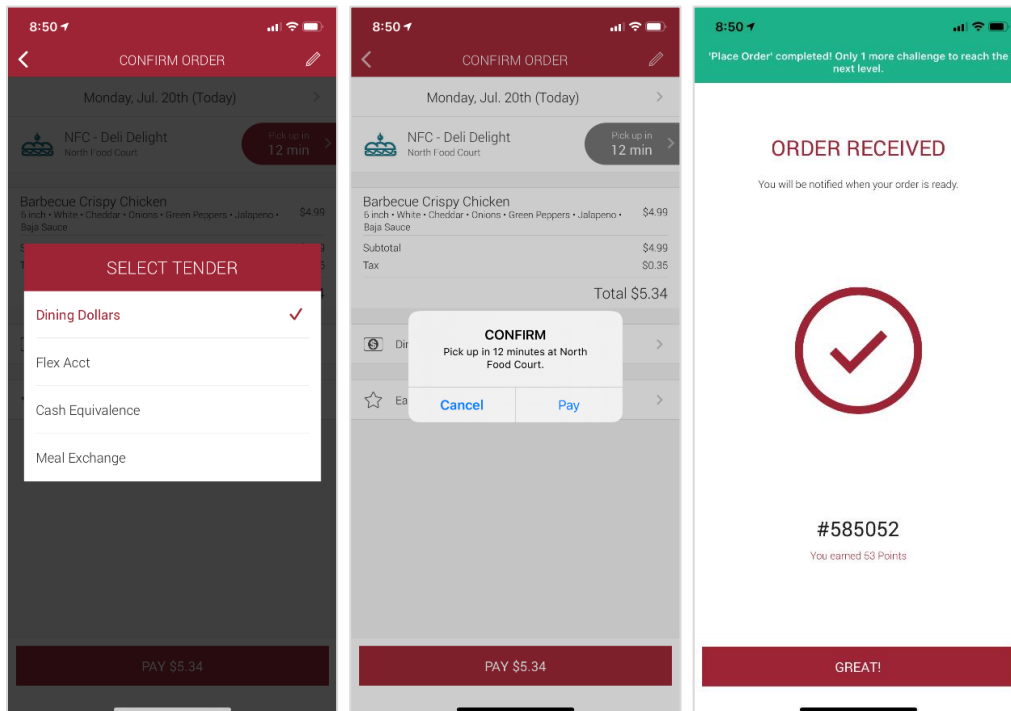 8:50
CONFIRM ORDER
Monday, Jul. 20th (Today)
NFC - Deli Delight
North Food Court
Pick up in
12 min
Barbecue Crispy Chicken
6 inch • White • Cheddar • Onions • Green Peppers • Jalapeno •
Baja Sauce
$4.99
SELECT TENDER
Dining Dollars
Flex Acct
Cash Equivalence
Meal Exchange
PAY $5.34
8:50
CONFIRM ORDER
Monday, Jul. 20th (Today)
NFC - Deli Delight
North Food Court
Pick up in
12 min
Barbecue Crispy Chicken
6 inch • White • Cheddar • Onions • Green Peppers • Jalapeno •
Baja Sauce
$4.99
Subtotal $4.99
Tax $0.35
Total $5.34
CONFIRM
Pick up in 12 minutes at North
Food Court.
Cancel Pay
PAY $5.34
8:50
'Place Order' completed! Only 1 more challenge to reach the
next level.
ORDER RECEIVED
You will be notified when your order is ready.
#585052
You earned 53 Points
GREAT!